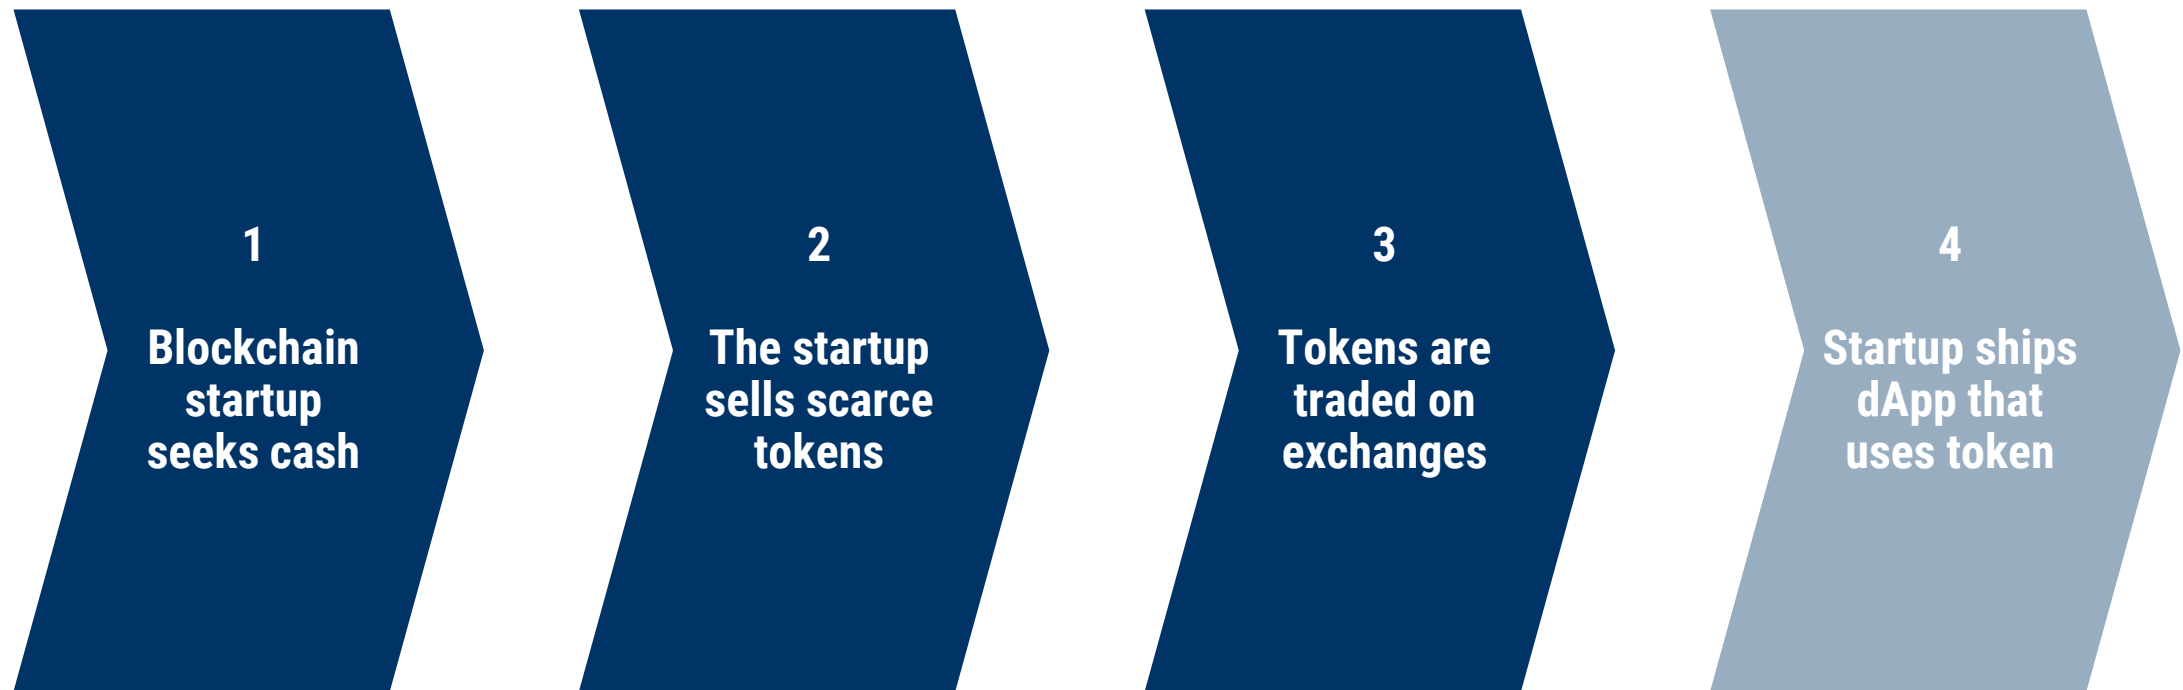 1
Blockchain
startup
seeks cash
2
The startup
sells scarce
tokens
3
Tokens are
traded on
exchanges
4
Startup ships
dApp that
uses token